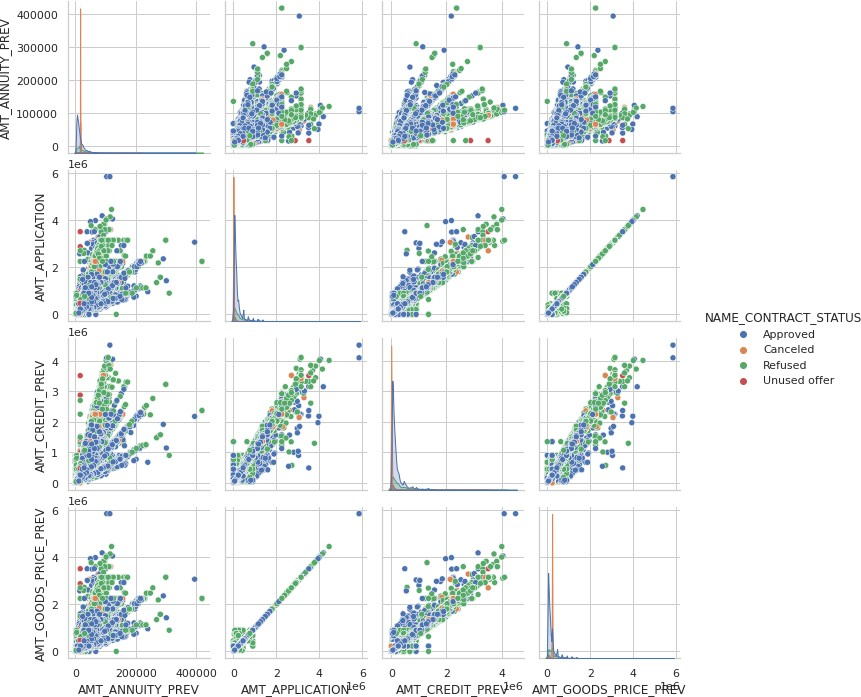 AMT_ANNUITY_PREV
400000
300000
200000
100000
0
1e6
AMT_APPLICATION
6
4
2
0
1e6
AMT_CREDIT_PREV
4
3
2
1
0
1e6
AMT_GOODS_PRICE_PREV
6
4
2
0
0 200000 400000
AMT_ANNUITY_PREV
0 2 4 6
1e6
AMT_APPLICATION
0 2 4
1e6
AMT_CREDIT_PREV
0 2 4 6
1e6
AMT_GOODS_PRICE_PREV
NAME_CONTRACT_STATUS
Approved
Canceled
Refused
Unused offer